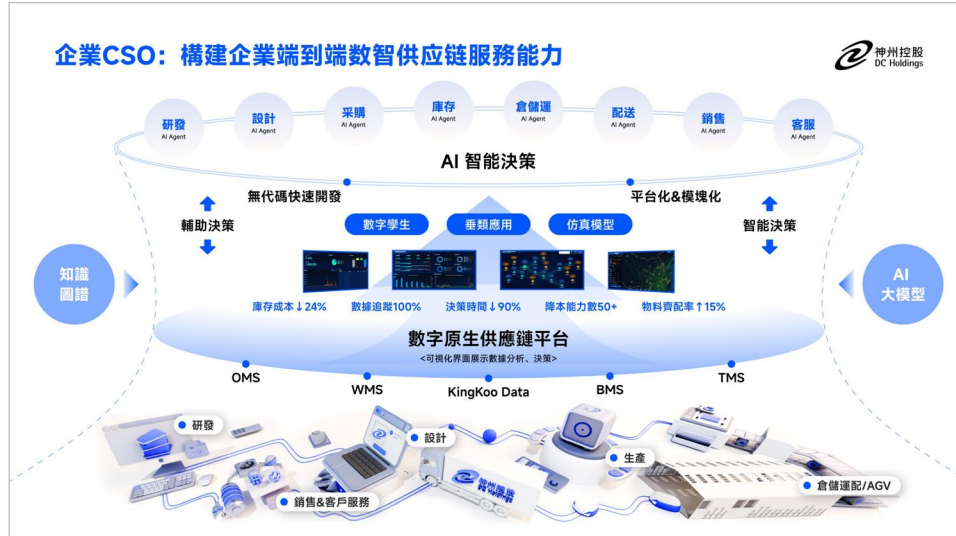 企業CSO：構建企業端到端数智供应链服務能力
神州控股
DC Holdings
研發
AI Agent
設計
AI Agent
采購
AI Agent
庫存
AI Agent
倉儲運
AI Agent
配送
AI Agent
銷售
AI Agent
客服
AI Agent
AI 智能決策
無代碼快速開發
平台化&模塊化
輔助決策
智能決策
數字孿生
垂類應用
仿真模型
知識
圖譜
AI
大模型
庫存成本↓24%
數據追蹤100%
決策時間↓90%
降本能力數50+
物料齊配率↑15%
數字原生供應鏈平台
<可視化界面展示數據分析、決策>
OMS
WMS
KingKoo Data
BMS
TMS
研發
設計
生產
銷售&客戶服務
倉儲運配/AGV
神州控股